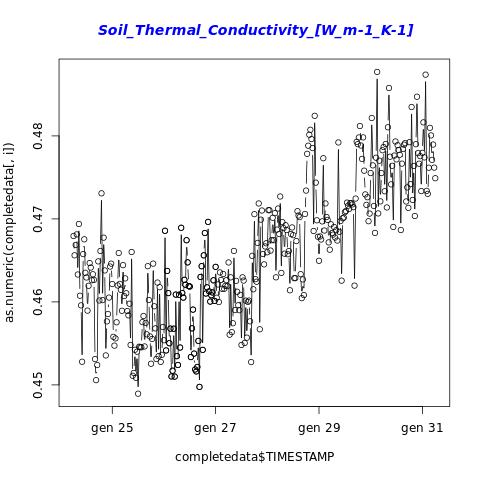 Soil_Thermal_Conductivity_[W_m-1_K-1]
as.numeric(completedata[, i])
0.48
0.47
0.46
0.45
gen 25
gen 27
gen 29
gen 31
completedata$TIMESTAMP